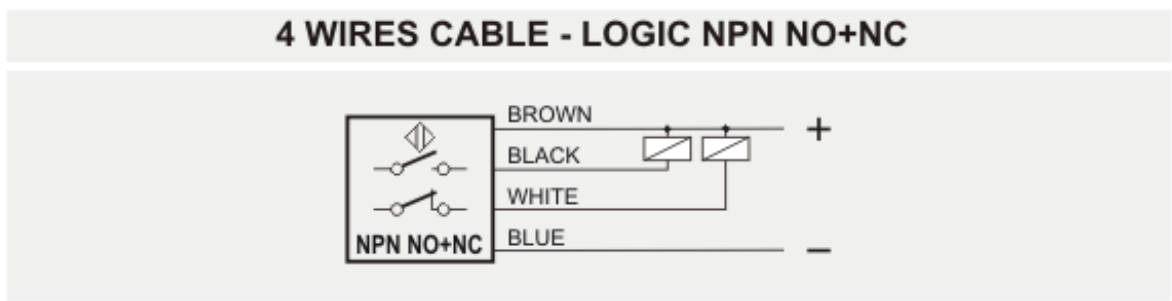 4 WIRES CABLE - LOGIC NPN NO+NC
BROWN
+
BLACK
WHITE
BLUE
−
NPN NO+NC